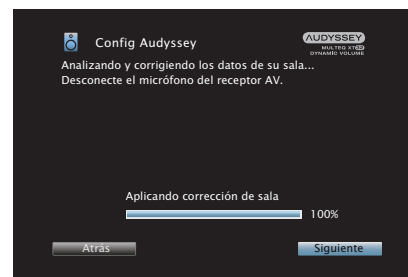 Config Audyssey
AUDYSSEY
MULTEQ XT32
DYNAMIC VOLUME
Analizando y corrigiendo los datos de su sala...
Desconecte el micrófono del receptor AV.
Aplicando corrección de sala
100%
Atrás
Siguiente